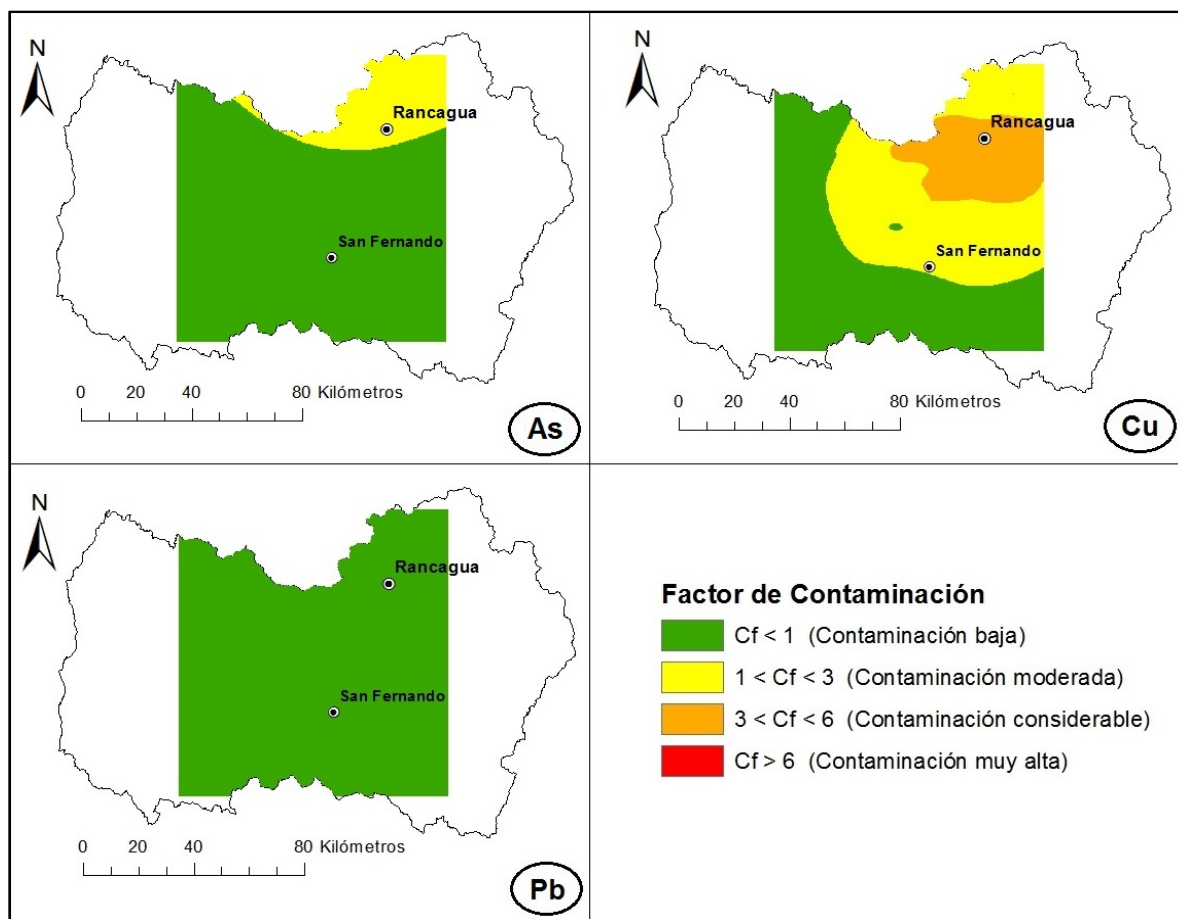 N
Rancagua
San Fernando
0 20 40 80 Kilómetros
As
N
Rancagua
San Fernando
0 20 40 80 Kilómetros
Cu
N
Rancagua
San Fernando
0 20 40 80 Kilómetros
Pb
Factor de Contaminación
Cf < 1 (Contaminación baja)
1 < Cf < 3 (Contaminación moderada)
3 < Cf < 6 (Contaminación considerable)
Cf > 6 (Contaminación muy alta)